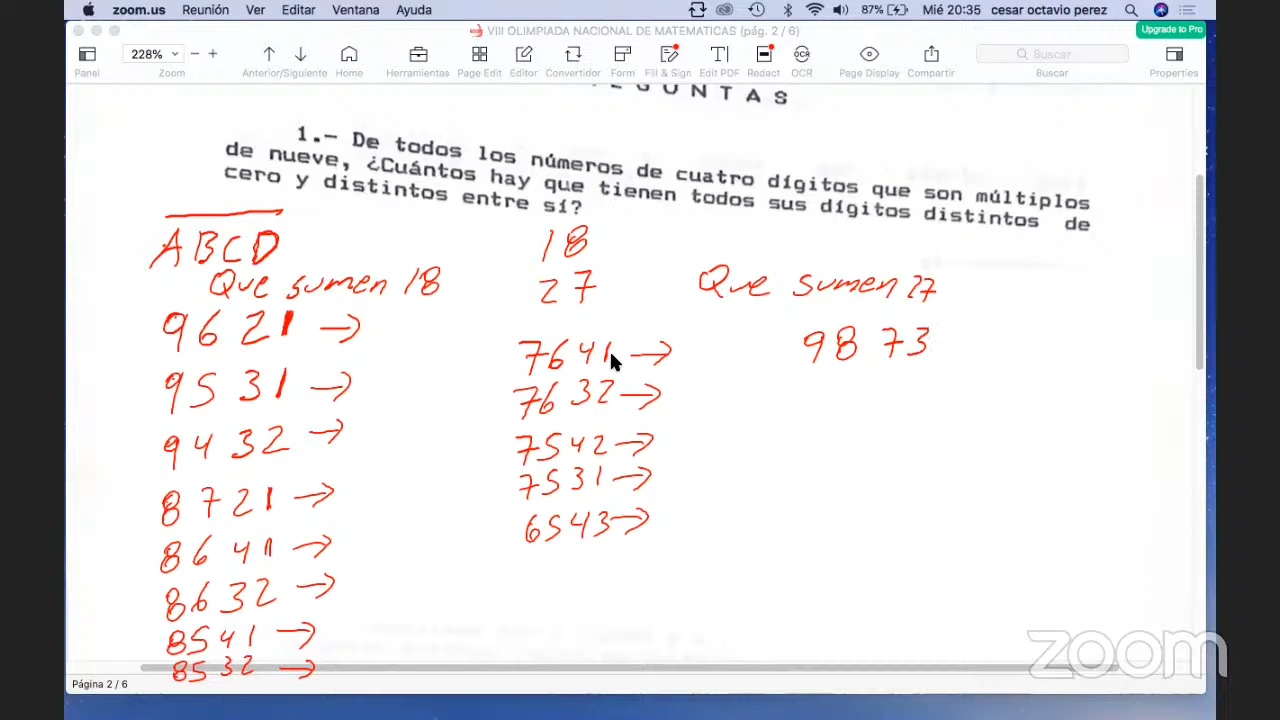 zoom.us Reunión Ver Editar Ventana Ayuda 87% Mié 20:35 cesar octavio perez
VIII OLIMPIADA NACIONAL DE MATEMATICAS (pág. 2 / 6)
Upgrade to Pro
228%
Buscar
Panel Zoom Anterior/Siguiente Home Herramientas Page Edit Editor Convertidor Form Fill & Sign Edit PDF Redact OCR Page Display Compartir Buscar Properties
E G U N T A S
1.- De todos los números de cuatro dígitos que son múltiplos
de nueve, ¿Cuántos hay que tienen todos sus dígitos distintos de
cero y distintos entre sí?
ABCD
18
Que sumen 18
27
Que sumen 27
9621 →
9531 →
9432 →
8721 →
8641 →
8632 →
8541 →
8532 →
7641 →
7632 →
7542 →
7531 →
6543 →
9873
Página 2 / 6
zoom